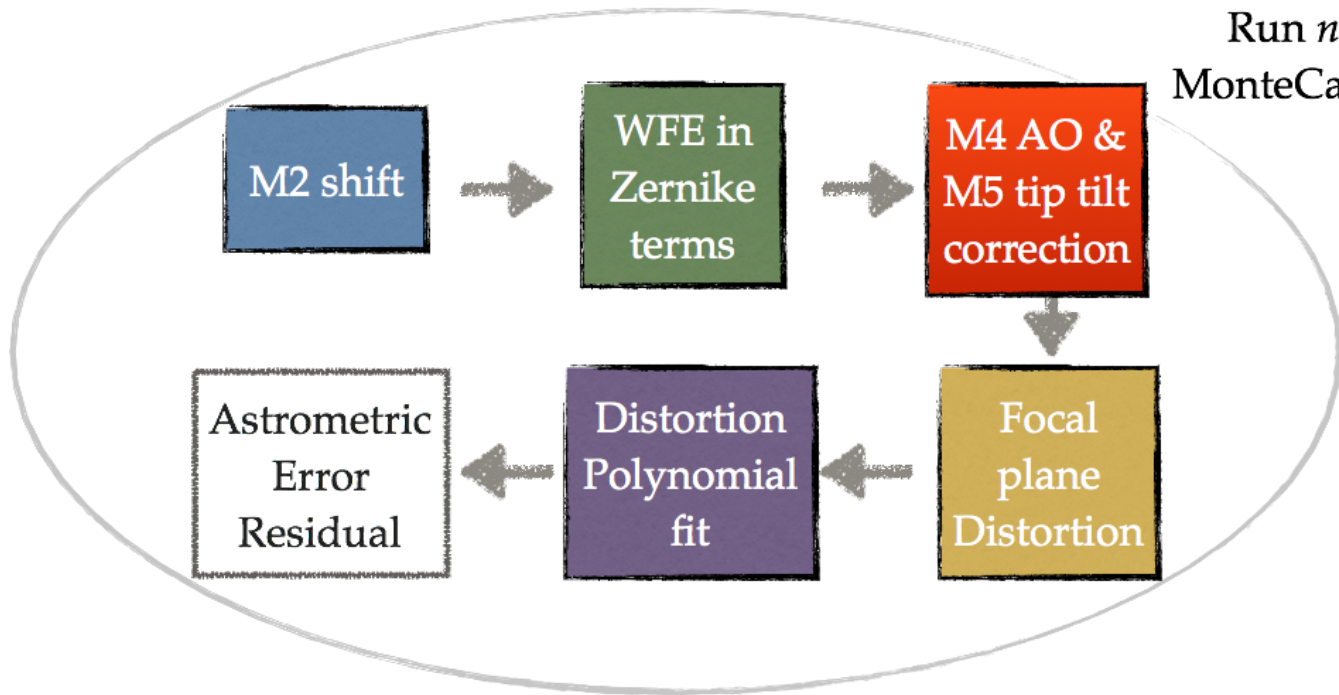 Run n
M2 shift
WFE in
Zernike
terms
M4 AO &
M5 tip tilt
correction
Focal
plane
Distortion
Distortion
Polynomial
fit
Astrometric
Error
Residual